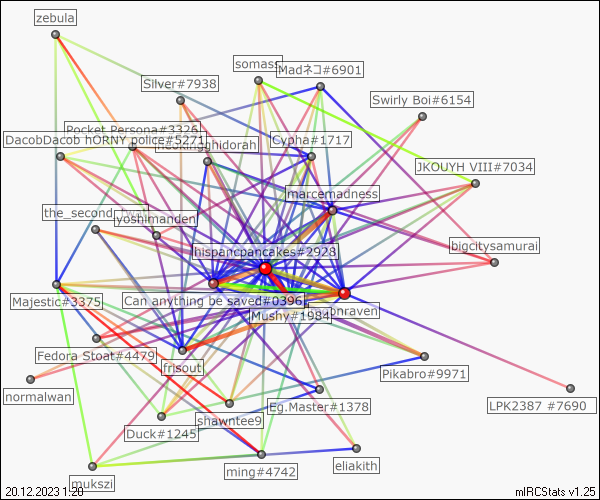 zebula
somass
Madネコ#6901
Silver#7938
Swirly Boi#6154
Pocket Persona#3326
DacobDacob hORNY police#5271
Cypha#1717
JKOUYH VIII#7034
marcemadness
the_second_
yoshimanden
bigcitysamurai
hispancpancakes#2928
Majestic#3375
Can anything be saved#0396
Mushy#1984
onraven
Fedora Stoat#4479
frisout
Pikabro#9971
normalwan
Eg.Master#1378
LPK2387 #7690
shawntee9
Duck#1245
ming#4742
eliakith
mukszi
20.12.2023 1:20
mIRCStats v1.25